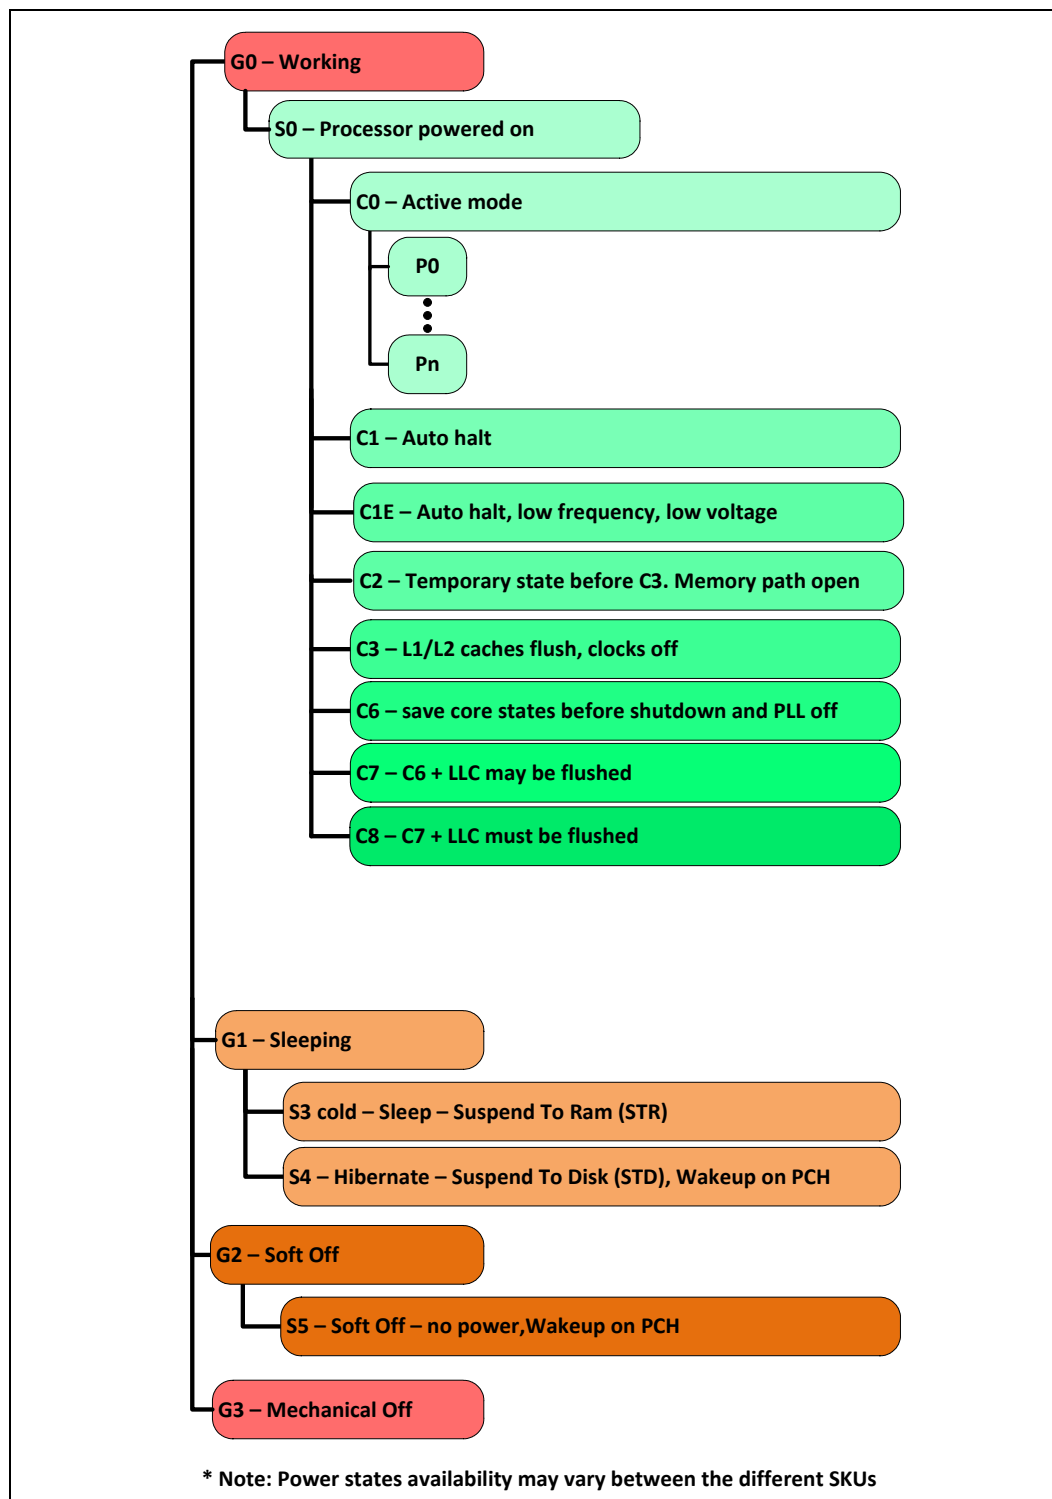 G0 – Working
S0 – Processor powered on
C0 – Active mode
P0
Pn
C1 – Auto halt
C1E – Auto halt, low frequency, low voltage
C2 – Temporary state before C3. Memory path open
C3 – L1/L2 caches flush, clocks off
C6 – save core states before shutdown and PLL off
C7 – C6 + LLC may be flushed
C8 – C7 + LLC must be flushed
G1 – Sleeping
S3 cold – Sleep – Suspend To Ram (STR)
S4 – Hibernate – Suspend To Disk (STD), Wakeup on PCH
G2 – Soft Off
S5 – Soft Off – no power,Wakeup on PCH
G3 – Mechanical Off
* Note: Power states availability may vary between the different SKUs